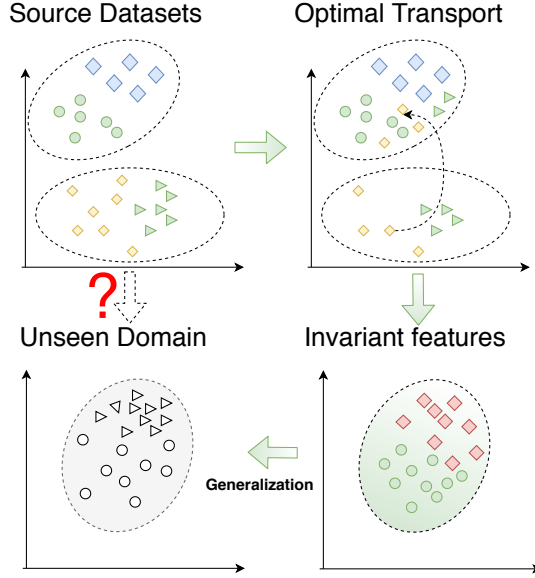 Source Datasets
Optimal Transport
?
Unseen Domain
Invariant features
Generalization